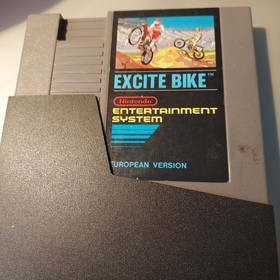 EXCITE BIKE™
Nintendo
ENTERTAINMENT
SYSTEM
EUROPEAN VERSION